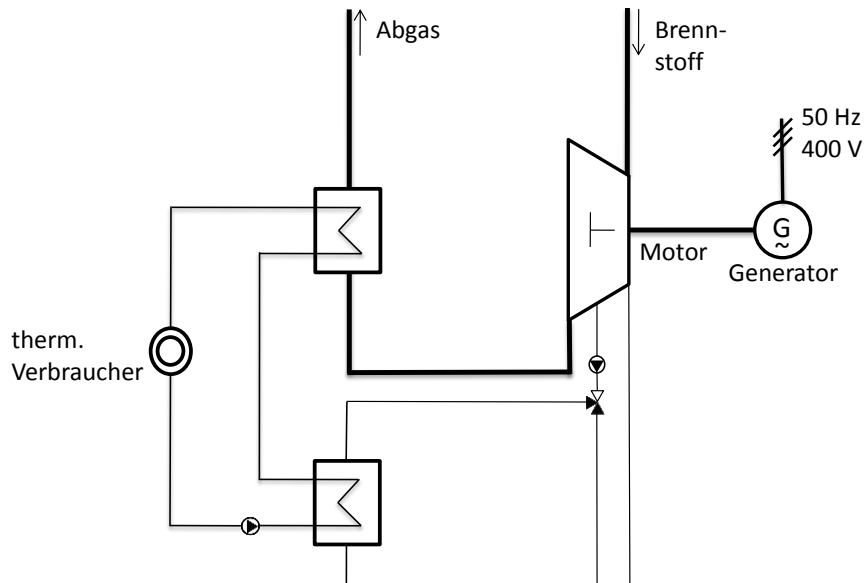 Abgas
Brenn-
stoff
50 Hz
400 V
G
~
Motor
Generator
therm.
Verbraucher